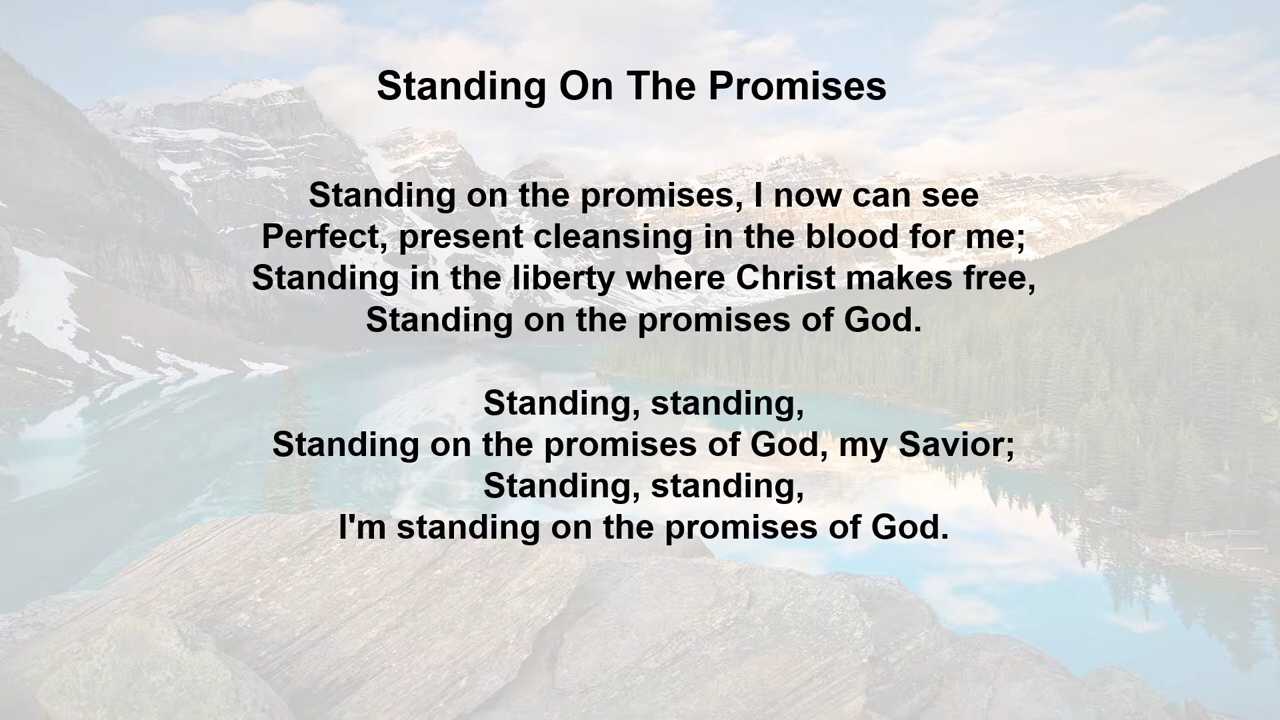 Standing On The Promises
Standing on the promises, I now can see
Perfect, present cleansing in the blood for me;
Standing in the liberty where Christ makes free,
Standing on the promises of God.
Standing, standing,
Standing on the promises of God, my Savior;
Standing, standing,
I'm standing on the promises of God.